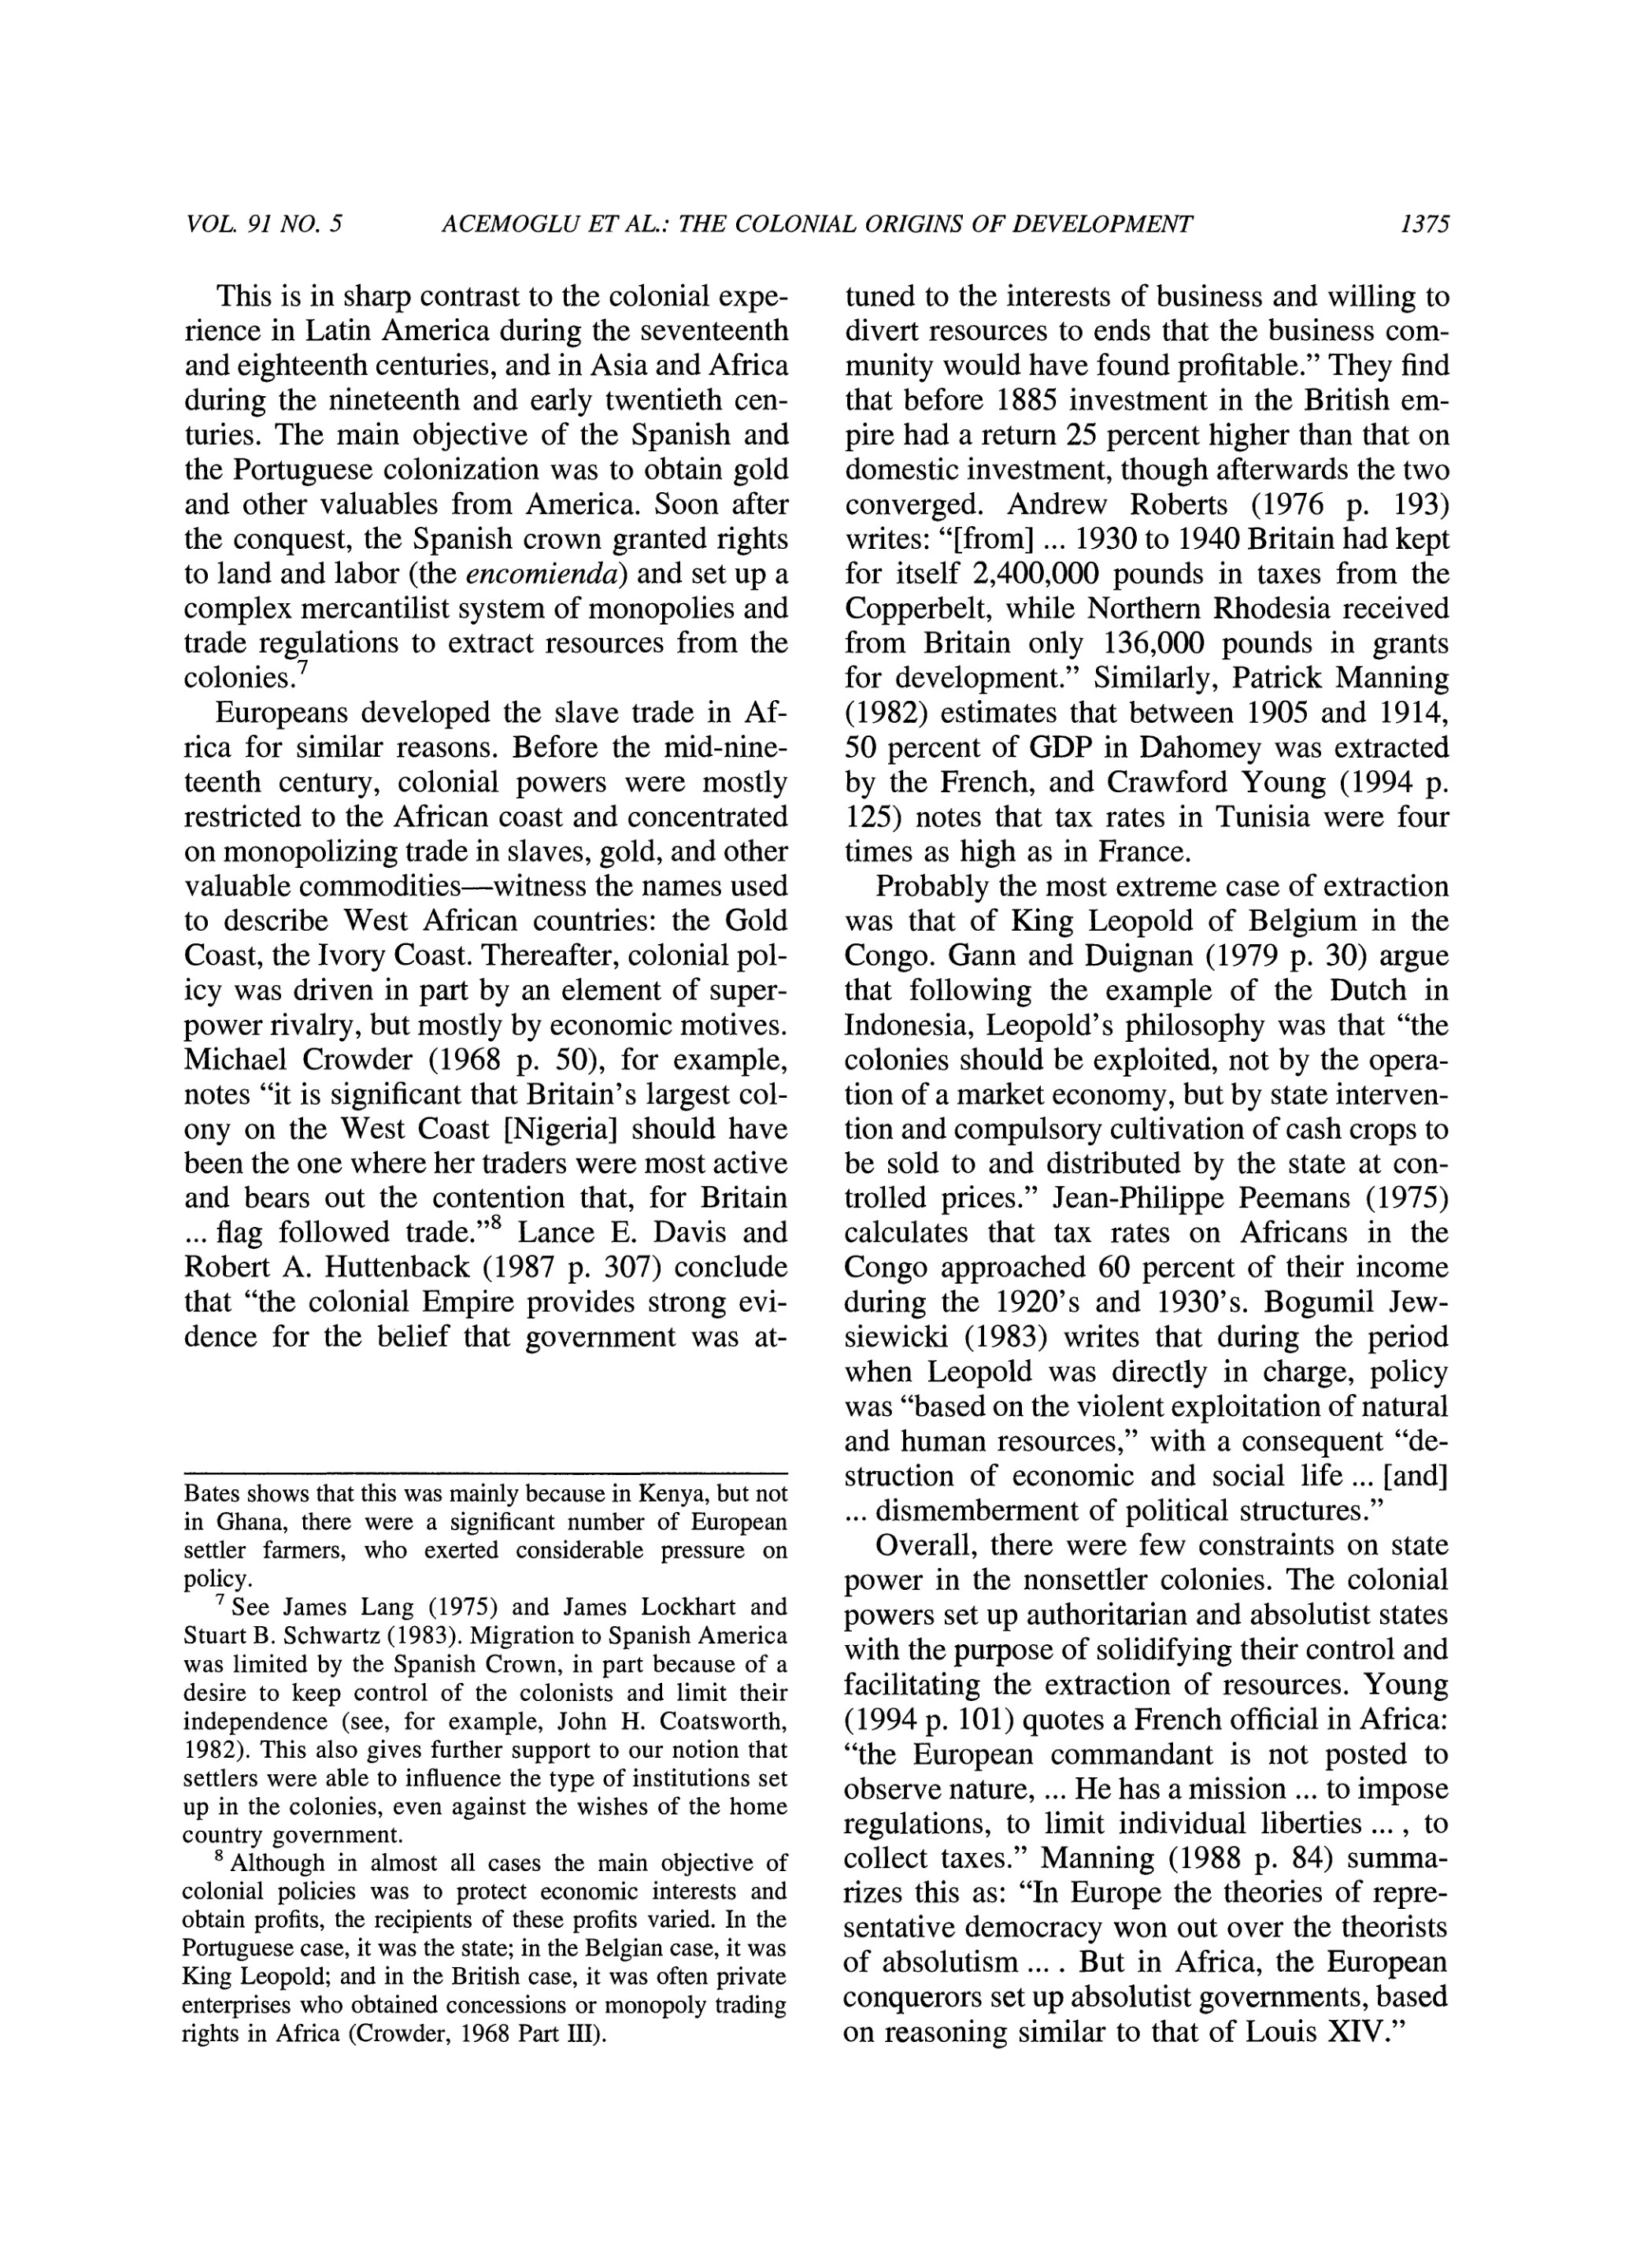 VOL. 91 NO. 5 ACEMOGLU ET AL.: THE COLONIAL ORIGINS OF DEVELOPMENT 1375
This is in sharp contrast to the colonial expe-
rience in Latin America during the seventeenth
and eighteenth centuries, and in Asia and Africa
during the nineteenth and early twentieth cen-
turies. The main objective of the Spanish and
the Portuguese colonization was to obtain gold
and other valuables from America. Soon after
the conquest, the Spanish crown granted rights
to land and labor (the encomienda) and set up a
complex mercantilist system of monopolies and
trade regulations to extract resources from the
colonies.⁷
Europeans developed the slave trade in Af-
rica for similar reasons. Before the mid-nine-
teenth century, colonial powers were mostly
restricted to the African coast and concentrated
on monopolizing trade in slaves, gold, and other
valuable commodities—witness the names used
to describe West African countries: the Gold
Coast, the Ivory Coast. Thereafter, colonial pol-
icy was driven in part by an element of super-
power rivalry, but mostly by economic motives.
Michael Crowder (1968 p. 50), for example,
notes “it is significant that Britain’s largest col-
ony on the West Coast [Nigeria] should have
been the one where her traders were most active
and bears out the contention that, for Britain
... flag followed trade.”⁸ Lance E. Davis and
Robert A. Huttenback (1987 p. 307) conclude
that “the colonial Empire provides strong evi-
dence for the belief that government was at-
Bates shows that this was mainly because in Kenya, but not
in Ghana, there were a significant number of European
settler farmers, who exerted considerable pressure on
policy.
⁷ See James Lang (1975) and James Lockhart and
Stuart B. Schwartz (1983). Migration to Spanish America
was limited by the Spanish Crown, in part because of a
desire to keep control of the colonists and limit their
independence (see, for example, John H. Coatsworth,
1982). This also gives further support to our notion that
settlers were able to influence the type of institutions set
up in the colonies, even against the wishes of the home
country government.
⁸ Although in almost all cases the main objective of
colonial policies was to protect economic interests and
obtain profits, the recipients of these profits varied. In the
Portuguese case, it was the state; in the Belgian case, it was
King Leopold; and in the British case, it was often private
enterprises who obtained concessions or monopoly trading
rights in Africa (Crowder, 1968 Part III).
tuned to the interests of business and willing to
divert resources to ends that the business com-
munity would have found profitable.” They find
that before 1885 investment in the British em-
pire had a return 25 percent higher than that on
domestic investment, though afterwards the two
converged. Andrew Roberts (1976 p. 193)
writes: “[from] ... 1930 to 1940 Britain had kept
for itself 2,400,000 pounds in taxes from the
Copperbelt, while Northern Rhodesia received
from Britain only 136,000 pounds in grants
for development.” Similarly, Patrick Manning
(1982) estimates that between 1905 and 1914,
50 percent of GDP in Dahomey was extracted
by the French, and Crawford Young (1994 p.
125) notes that tax rates in Tunisia were four
times as high as in France.
Probably the most extreme case of extraction
was that of King Leopold of Belgium in the
Congo. Gann and Duignan (1979 p. 30) argue
that following the example of the Dutch in
Indonesia, Leopold’s philosophy was that “the
colonies should be exploited, not by the opera-
tion of a market economy, but by state interven-
tion and compulsory cultivation of cash crops to
be sold to and distributed by the state at con-
trolled prices.” Jean-Philippe Peemans (1975)
calculates that tax rates on Africans in the
Congo approached 60 percent of their income
during the 1920’s and 1930’s. Bogumil Jew-
siewicki (1983) writes that during the period
when Leopold was directly in charge, policy
was “based on the violent exploitation of natural
and human resources,” with a consequent “de-
struction of economic and social life ... [and]
... dismemberment of political structures.”
Overall, there were few constraints on state
power in the nonsettler colonies. The colonial
powers set up authoritarian and absolutist states
with the purpose of solidifying their control and
facilitating the extraction of resources. Young
(1994 p. 101) quotes a French official in Africa:
“the European commandant is not posted to
observe nature, ... He has a mission ... to impose
regulations, to limit individual liberties ... , to
collect taxes.” Manning (1988 p. 84) summa-
rizes this as: “In Europe the theories of repre-
sentative democracy won out over the theorists
of absolutism ... . But in Africa, the European
conquerors set up absolutist governments, based
on reasoning similar to that of Louis XIV.”